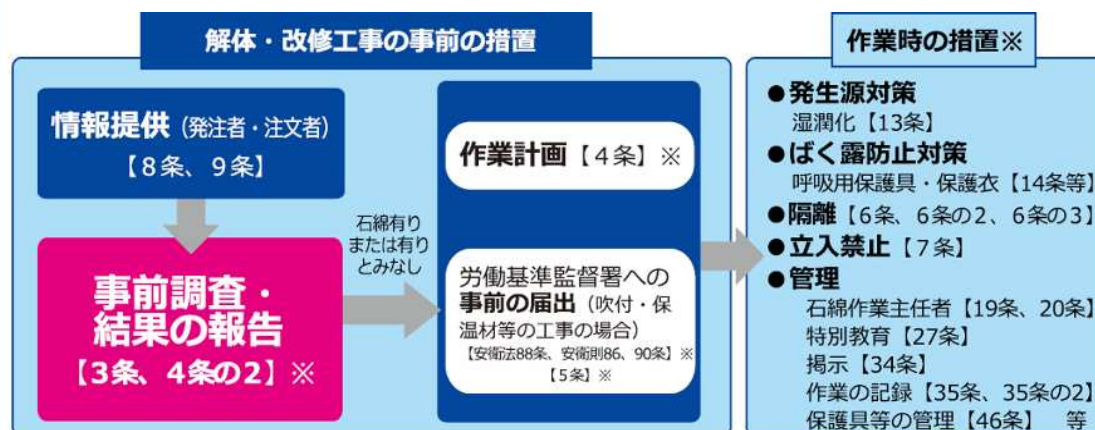 解体・改修工事の事前の措置
情報提供（発注者・注文者）
【８条、９条】
事前調査・
結果の報告
【３条、４条の２】※
石綿有り
または有り
とみなし
作業計画【４条】※
労働基準監督署への
事前の届出（吹付・保
温材等の工事の場合）
【安衛法88条、安衛則86、90条】※
【５条】※
作業時の措置※
●発生源対策
湿潤化【13条】
●ばく露防止対策
呼吸用保護具・保護衣【14条等】
●隔離【６条、６条の２、６条の３】
●立入禁止【７条】
●管理
石綿作業主任者【19条、20条】
特別教育【27条】
掲示【34条】
作業の記録【35条、35条の2】
保護具等の管理【46条】　等